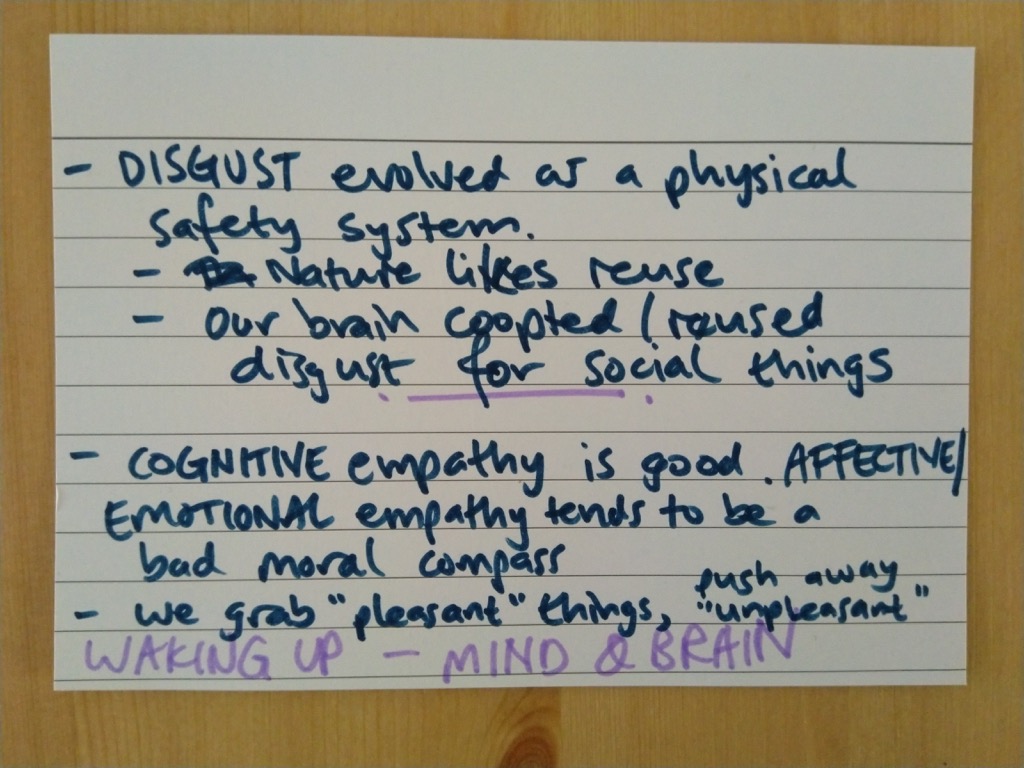 - DISGUST evolved as a physical
safety system.
- Nature likes reuse
- Our brain coopted / reused
disgust for social things
- COGNITIVE empathy is good. AFFECTIVE/
EMOTIONAL empathy tends to be a
bad moral compass
push away
- we grab "pleasant" things, "unpleasant"
WAKING UP - MIND & BRAIN